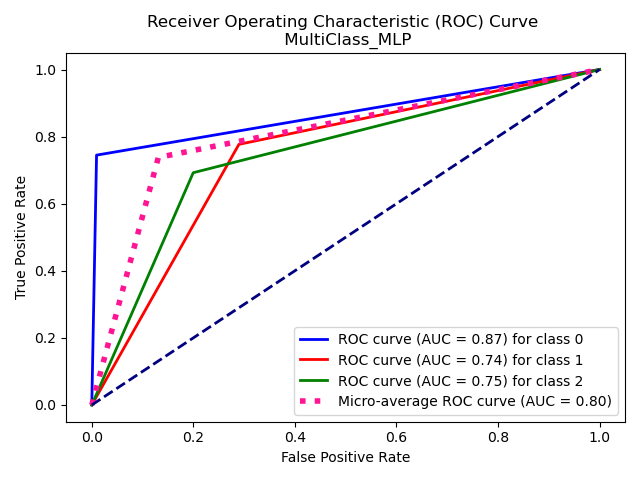 Receiver Operating Characteristic (ROC) Curve
MultiClass_MLP
1.0
0.8
0.6
0.4
0.2
0.0
True Positive Rate
ROC curve (AUC = 0.87) for class 0
ROC curve (AUC = 0.74) for class 1
ROC curve (AUC = 0.75) for class 2
Micro-average ROC curve (AUC = 0.80)
0.0 0.2 0.4 0.6 0.8 1.0
False Positive Rate